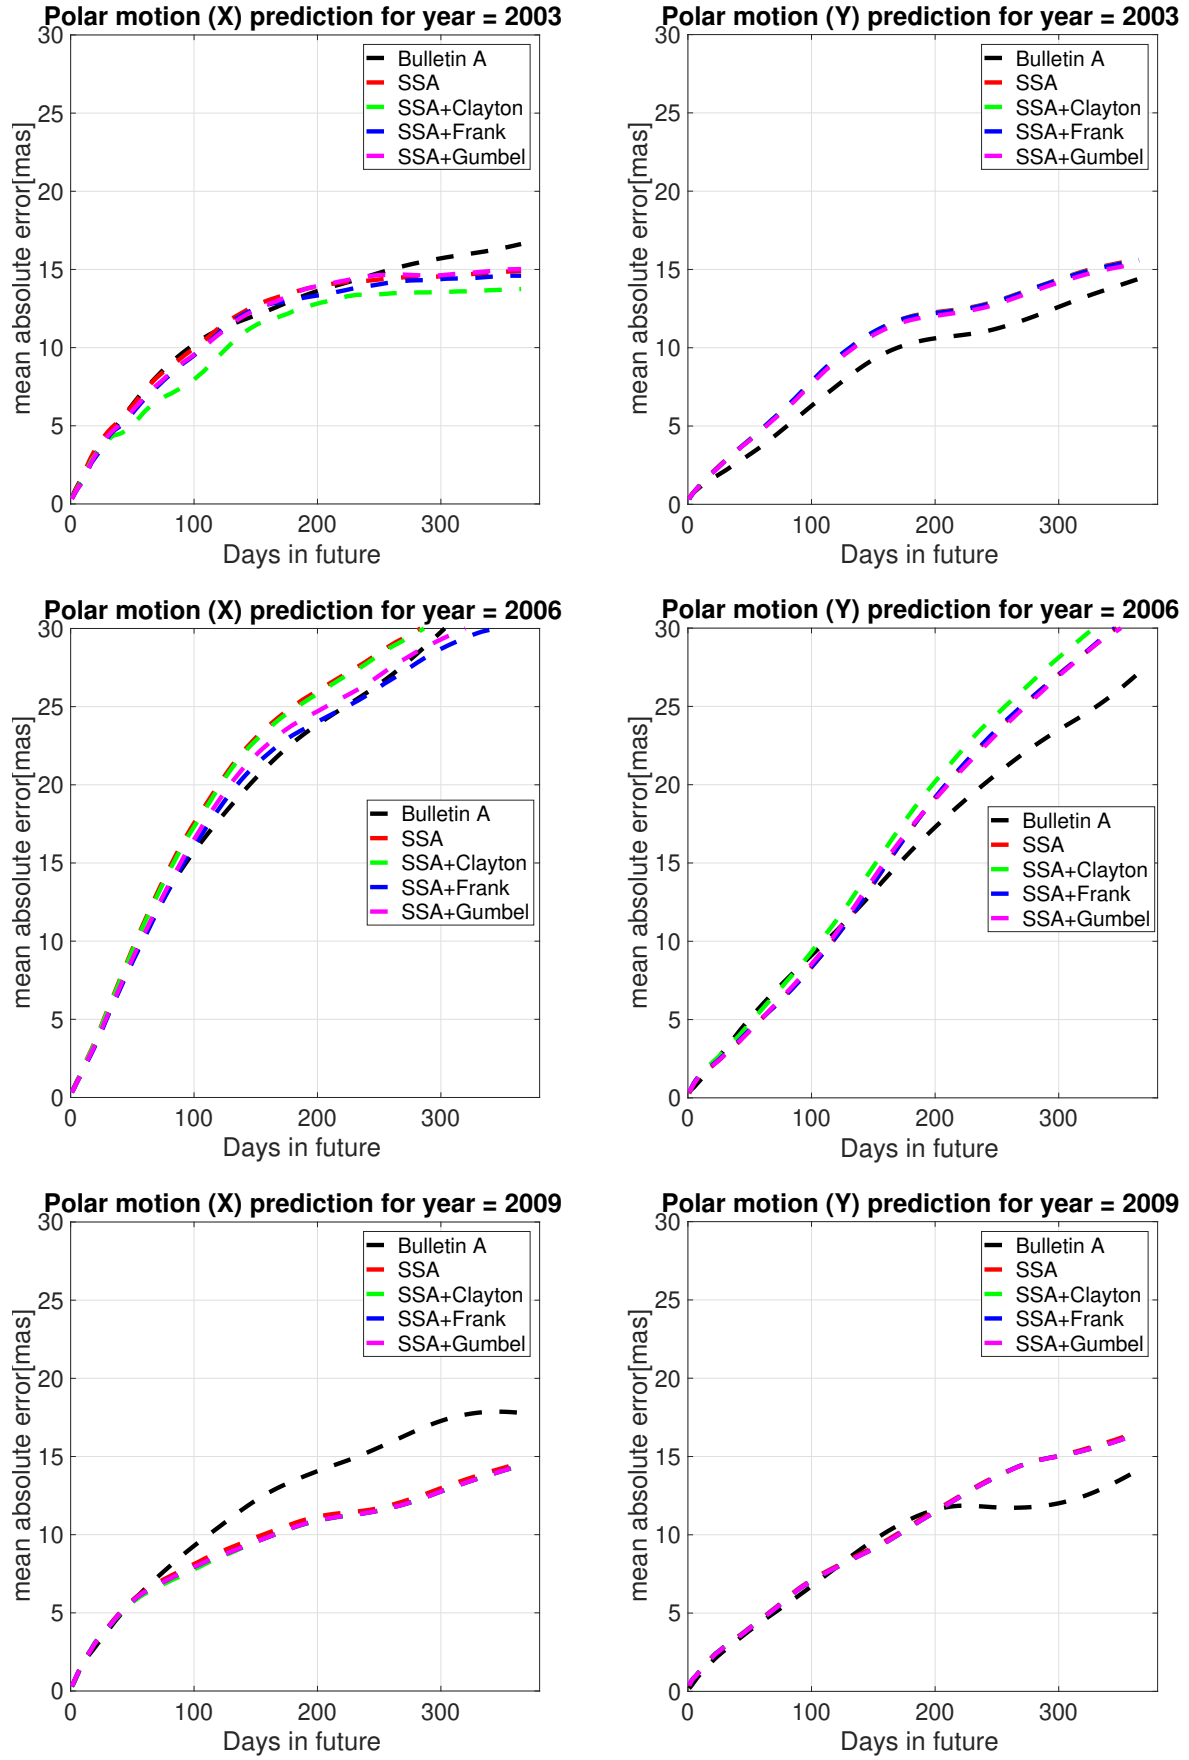 Polar motion (X) prediction for year = 2003
30
25
20
15
10
5
0
mean absolute error[mas]
Bulletin A
SSA
SSA+Clayton
SSA+Frank
SSA+Gumbel
0 100 200 300
Days in future
Polar motion (Y) prediction for year = 2003
30
25
20
15
10
5
0
mean absolute error[mas]
Bulletin A
SSA
SSA+Clayton
SSA+Frank
SSA+Gumbel
0 100 200 300
Days in future
Polar motion (X) prediction for year = 2006
30
25
20
15
10
5
0
mean absolute error[mas]
Bulletin A
SSA
SSA+Clayton
SSA+Frank
SSA+Gumbel
0 100 200 300
Days in future
Polar motion (Y) prediction for year = 2006
30
25
20
15
10
5
0
mean absolute error[mas]
Bulletin A
SSA
SSA+Clayton
SSA+Frank
SSA+Gumbel
0 100 200 300
Days in future
Polar motion (X) prediction for year = 2009
30
25
20
15
10
5
0
mean absolute error[mas]
Bulletin A
SSA
SSA+Clayton
SSA+Frank
SSA+Gumbel
0 100 200 300
Days in future
Polar motion (Y) prediction for year = 2009
30
25
20
15
10
5
0
mean absolute error[mas]
Bulletin A
SSA
SSA+Clayton
SSA+Frank
SSA+Gumbel
0 100 200 300
Days in future